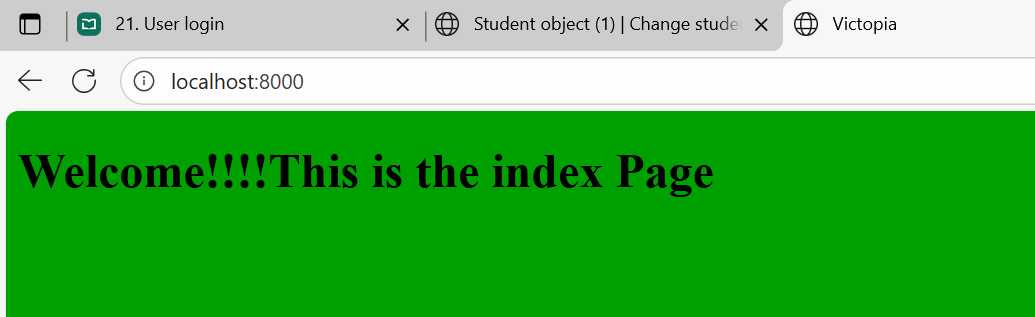 21. User login
Student object (1) | Change stude
Victopia
localhost:8000
Welcome!!!!This is the index Page